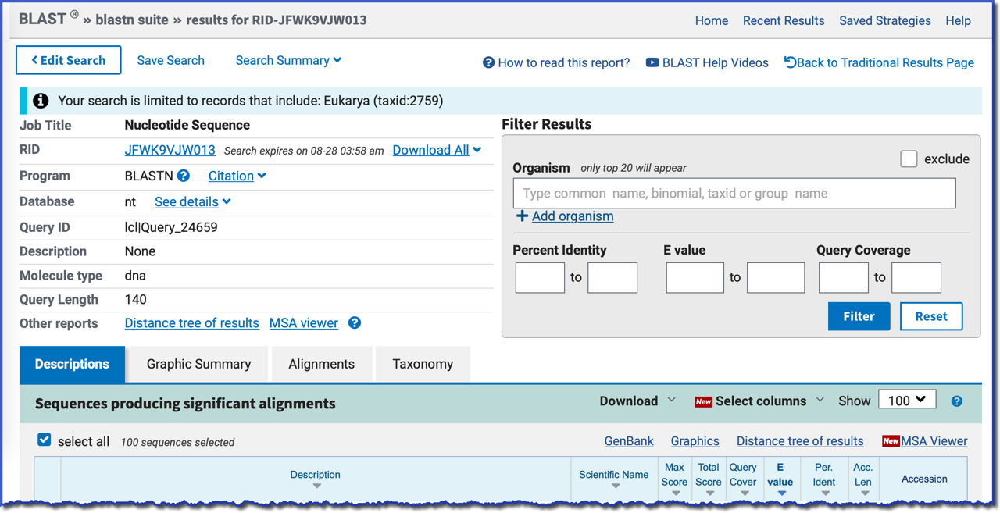 BLAST ® » blastn suite » results for RID-JFWK9VJW013
Home Recent Results Saved Strategies Help
Edit Search Save Search Search Summary
How to read this report? BLAST Help Videos Back to Traditional Results Page
Your search is limited to records that include: Eukarya (taxid:2759)
Job Title Nucleotide Sequence
RID JFWK9VJW013 Search expires on 08-28 03:58 am Download All
Program BLASTN Citation
Database nt See details
Query ID lcl|Query_24659
Description None
Molecule type dna
Query Length 140
Other reports Distance tree of results MSA viewer
Filter Results
exclude
Organism only top 20 will appear
Type common name, binomial, taxid or group name
Add organism
Percent Identity E value Query Coverage
to to to
Filter Reset
Descriptions Graphic Summary Alignments Taxonomy
Sequences producing significant alignments Download New Select columns Show 100
select all 100 sequences selected GenBank Graphics Distance tree of results New MSA Viewer
Description Scientific Name Max Score Total Score Query Cover E value Per. Ident Acc. Len Accession